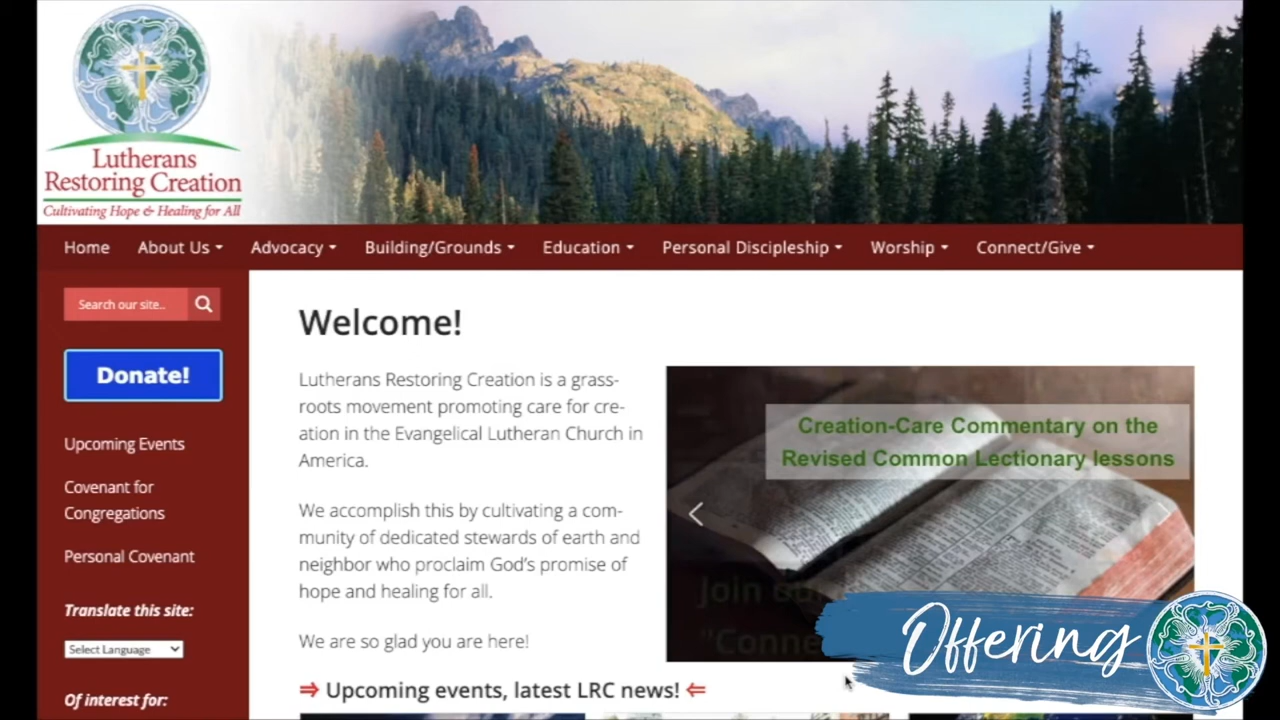 Lutherans
Restoring Creation
Cultivating Hope & Healing for All
Home About Us Advocacy Building/Grounds Education Personal Discipleship Worship Connect/Give
Search our site..
Donate!
Upcoming Events
Covenant for
Congregations
Personal Covenant
Translate this site:
Select Language
Of interest for:
Welcome!
Lutherans Restoring Creation is a grass-
roots movement promoting care for cre-
ation in the Evangelical Lutheran Church in
America.
We accomplish this by cultivating a com-
munity of dedicated stewards of earth and
neighbor who proclaim God's promise of
hope and healing for all.
We are so glad you are here!
Creation-Care Commentary on the
Revised Common Lectionary lessons
Join
⇒ Upcoming events, latest LRC news! ⇐
Offering